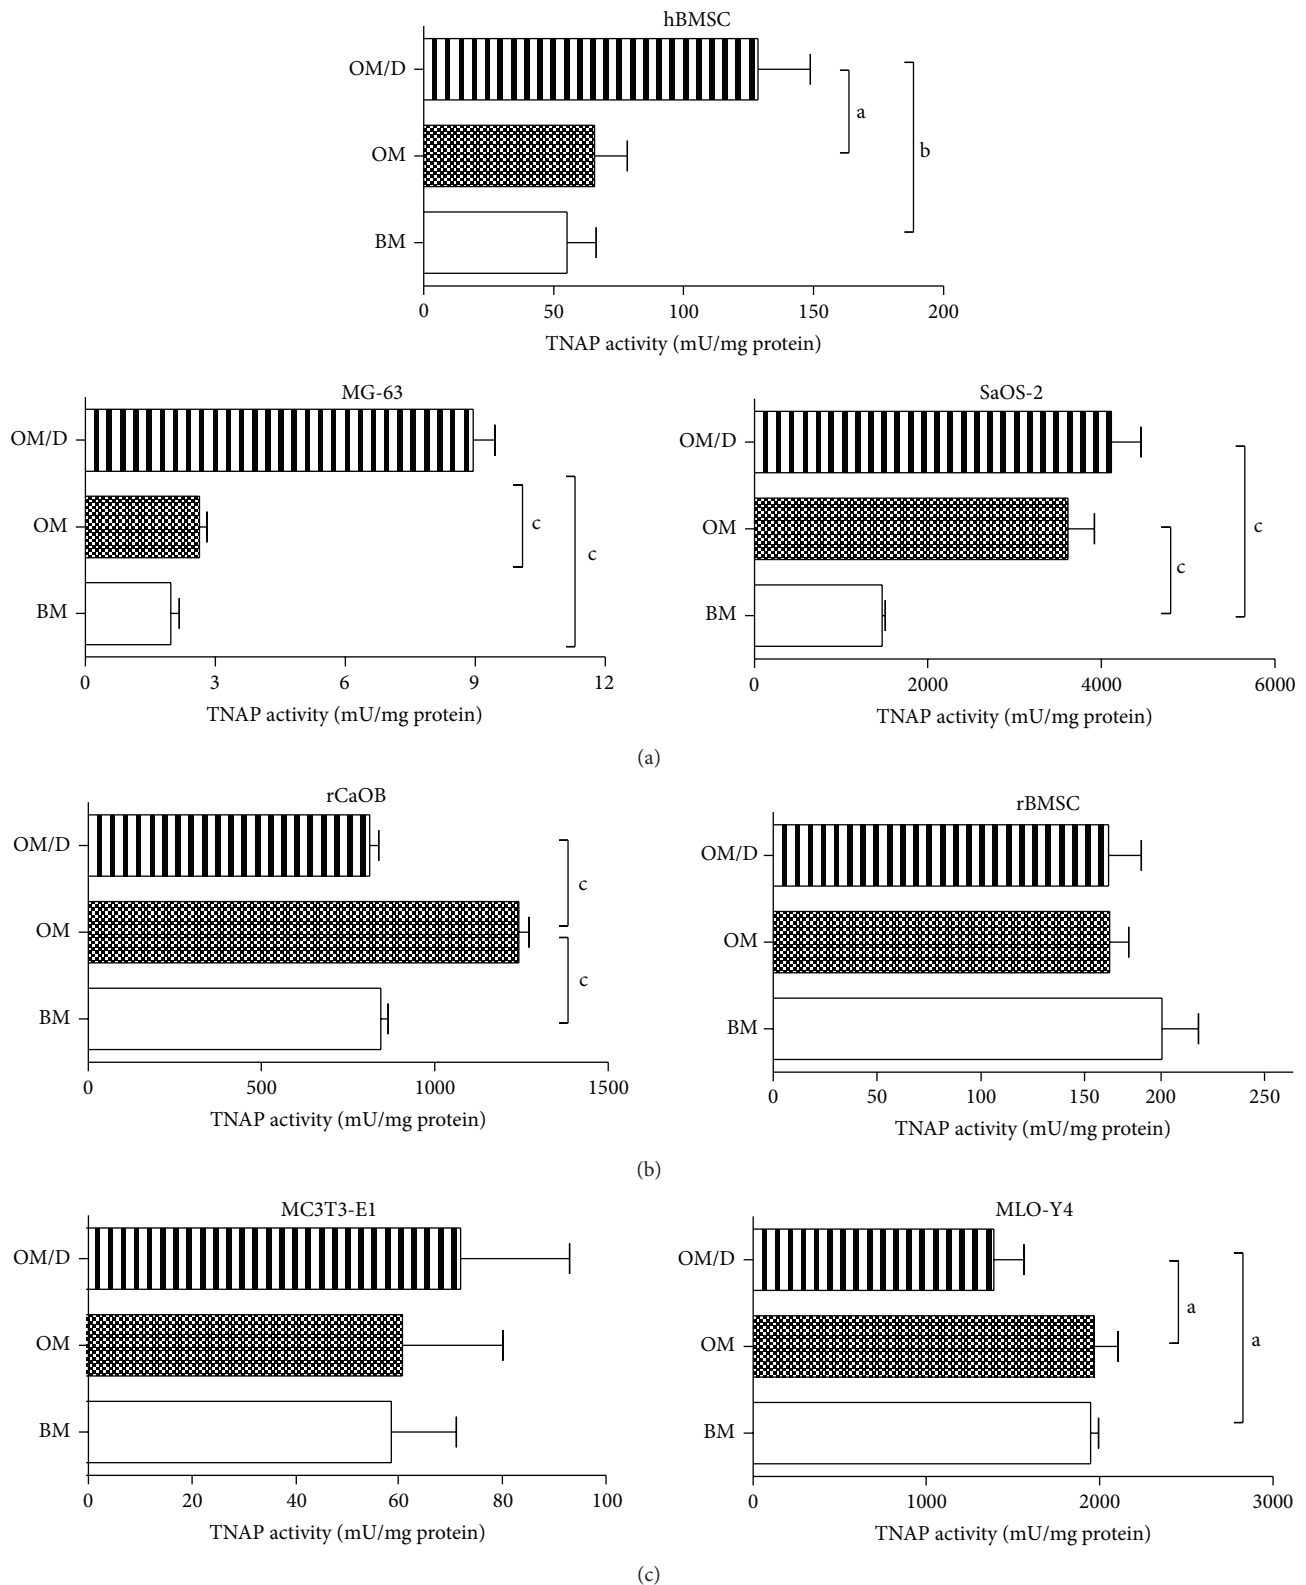 hBMSC
OM/D
a
OM
b
BM
0 50 100 150 200
TNAP activity (mU/mg protein)
MG-63
OM/D
OM
c
c
BM
0 3 6 9 12
TNAP activity (mU/mg protein)
SaOS-2
OM/D
OM
c
c
BM
0 2000 4000 6000
TNAP activity (mU/mg protein)
(a)
rCaOB
OM/D
c
OM
c
BM
0 500 1000 1500
TNAP activity (mU/mg protein)
rBMSC
OM/D
OM
BM
0 50 100 150 200 250
TNAP activity (mU/mg protein)
(b)
MC3T3-E1
OM/D
OM
BM
0 20 40 60 80 100
TNAP activity (mU/mg protein)
MLO-Y4
OM/D
a
OM
a
BM
0 1000 2000 3000
TNAP activity (mU/mg protein)
(c)